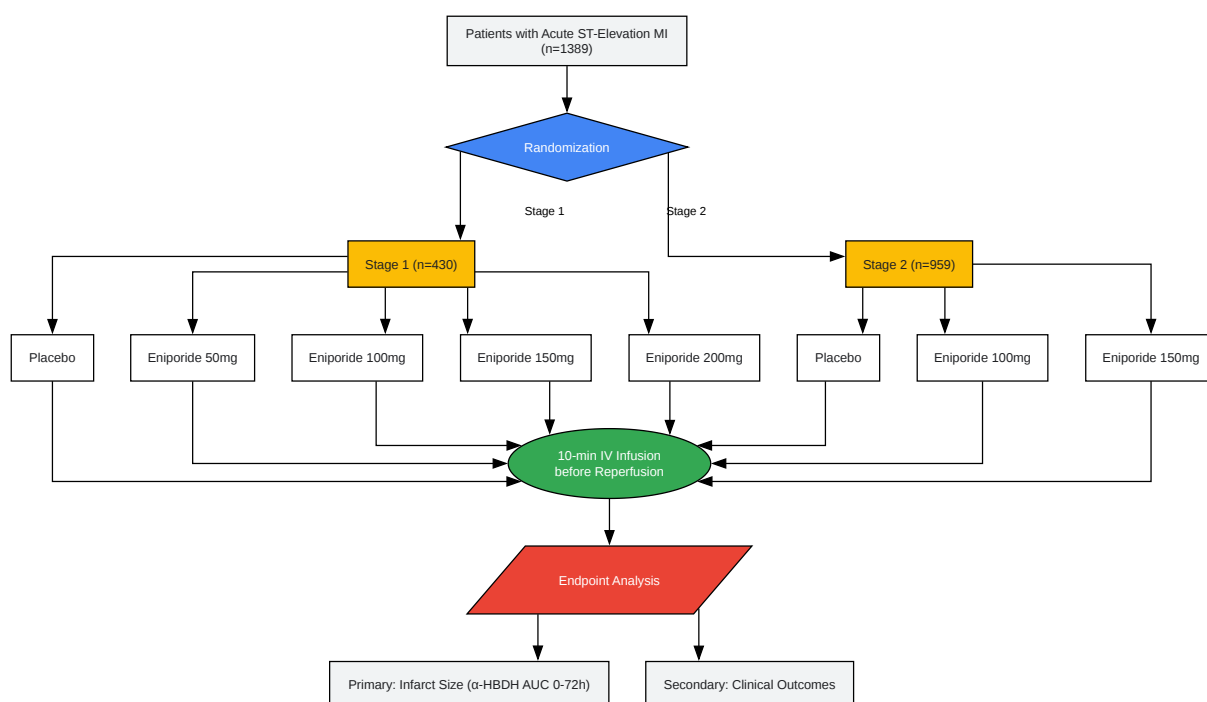 Patients with Acute ST-Elevation MI
(n=1389)
Randomization
Stage 1
Stage 2
Stage 1 (n=430)
Stage 2 (n=959)
Placebo
Eniporide 50mg
Eniporide 100mg
Eniporide 150mg
Eniporide 200mg
Placebo
Eniporide 100mg
Eniporide 150mg
10-min IV Infusion
before Reperfusion
Endpoint Analysis
Primary: Infarct Size (α-HBDH AUC 0-72h)
Secondary: Clinical Outcomes